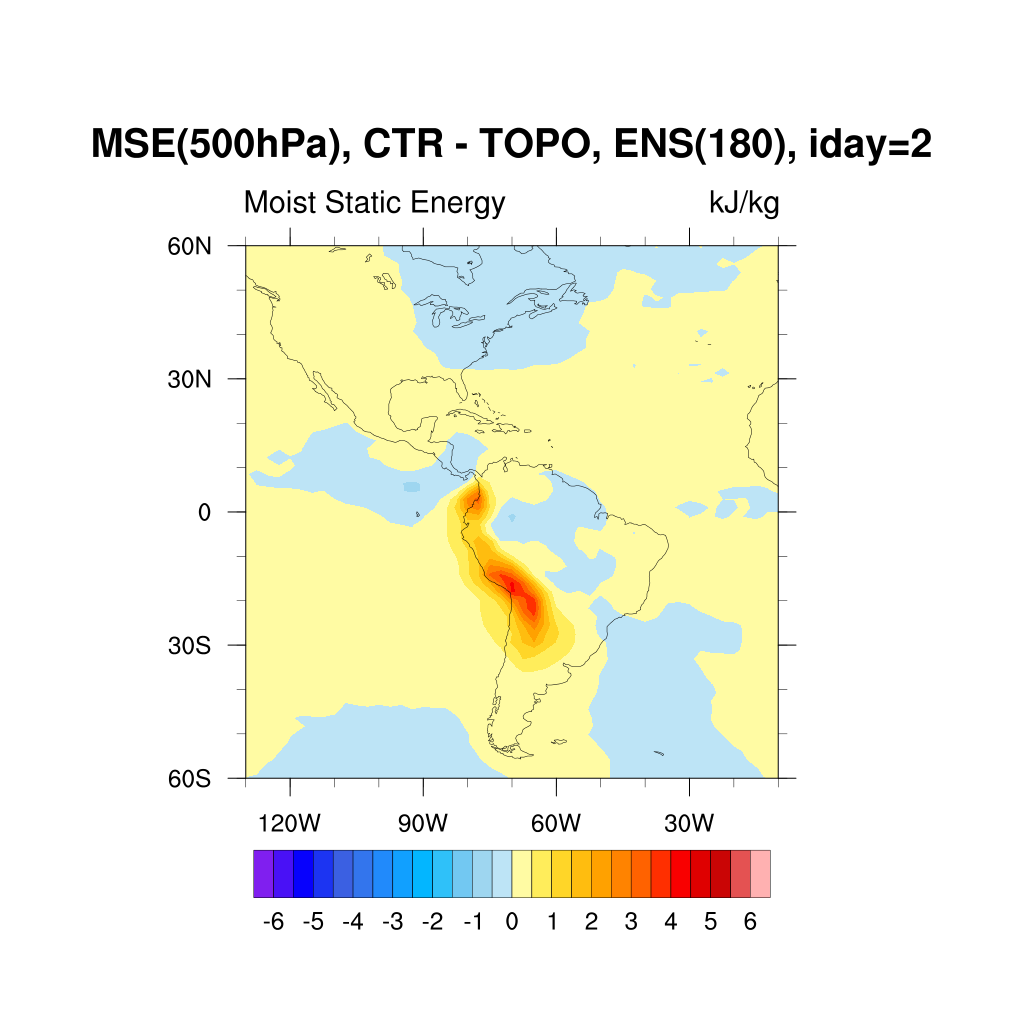 MSE(500hPa), CTR - TOPO, ENS(180), iday=2
Moist Static Energy kJ/kg
60N
30N
0
30S
60S
120W 90W 60W 30W
-6 -5 -4 -3 -2 -1 0 1 2 3 4 5 6